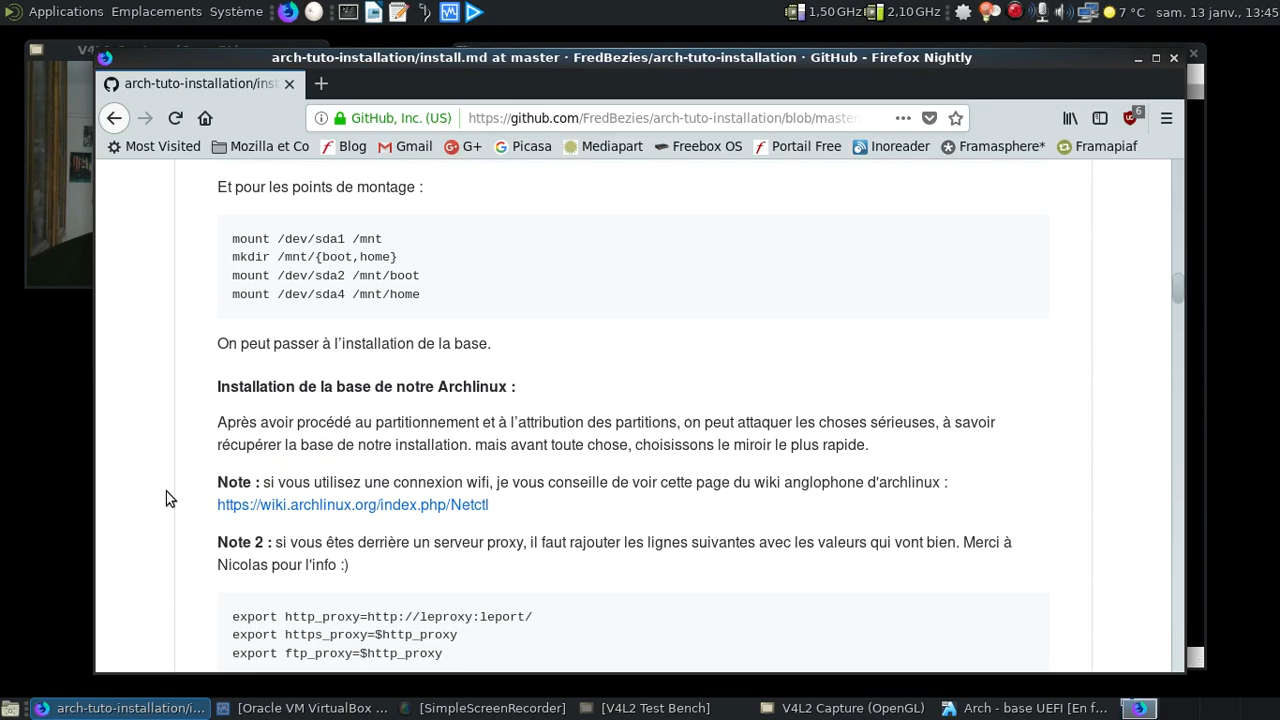 Applications Emplacements Système 1,50 GHz 2,10 GHz 7 °C sam. 13 janv., 13:45
arch-tuto-installation/install.md at master · FredBezies/arch-tuto-installation · GitHub - Firefox Nightly
arch-tuto-installation/inst
GitHub, Inc. (US) https://github.com/FredBezies/arch-tuto-installation/blob/master 6
Most Visited Mozilla et Co Blog Gmail G+ Picasa Mediapart Freebox OS Portail Free Inoreader Framasphere* Framapiaf
Et pour les points de montage :
mount /dev/sda1 /mnt
mkdir /mnt/{boot,home}
mount /dev/sda2 /mnt/boot
mount /dev/sda4 /mnt/home
On peut passer à l’installation de la base.
Installation de la base de notre Archlinux :
Après avoir procédé au partitionnement et à l’attribution des partitions, on peut attaquer les choses sérieuses, à savoir
récupérer la base de notre installation. mais avant toute chose, choisissons le miroir le plus rapide.
Note : si vous utilisez une connexion wifi, je vous conseille de voir cette page du wiki anglophone d'archlinux :
https://wiki.archlinux.org/index.php/Netctl
Note 2 : si vous êtes derrière un serveur proxy, il faut rajouter les lignes suivantes avec les valeurs qui vont bien. Merci à
Nicolas pour l'info :)
export http_proxy=http://leproxy:leport/
export https_proxy=$http_proxy
export ftp_proxy=$http_proxy
arch-tuto-installation/i... [Oracle VM VirtualBox ... [SimpleScreenRecorder] [V4L2 Test Bench] V4L2 Capture (OpenGL) Arch - base UEFI [En f...